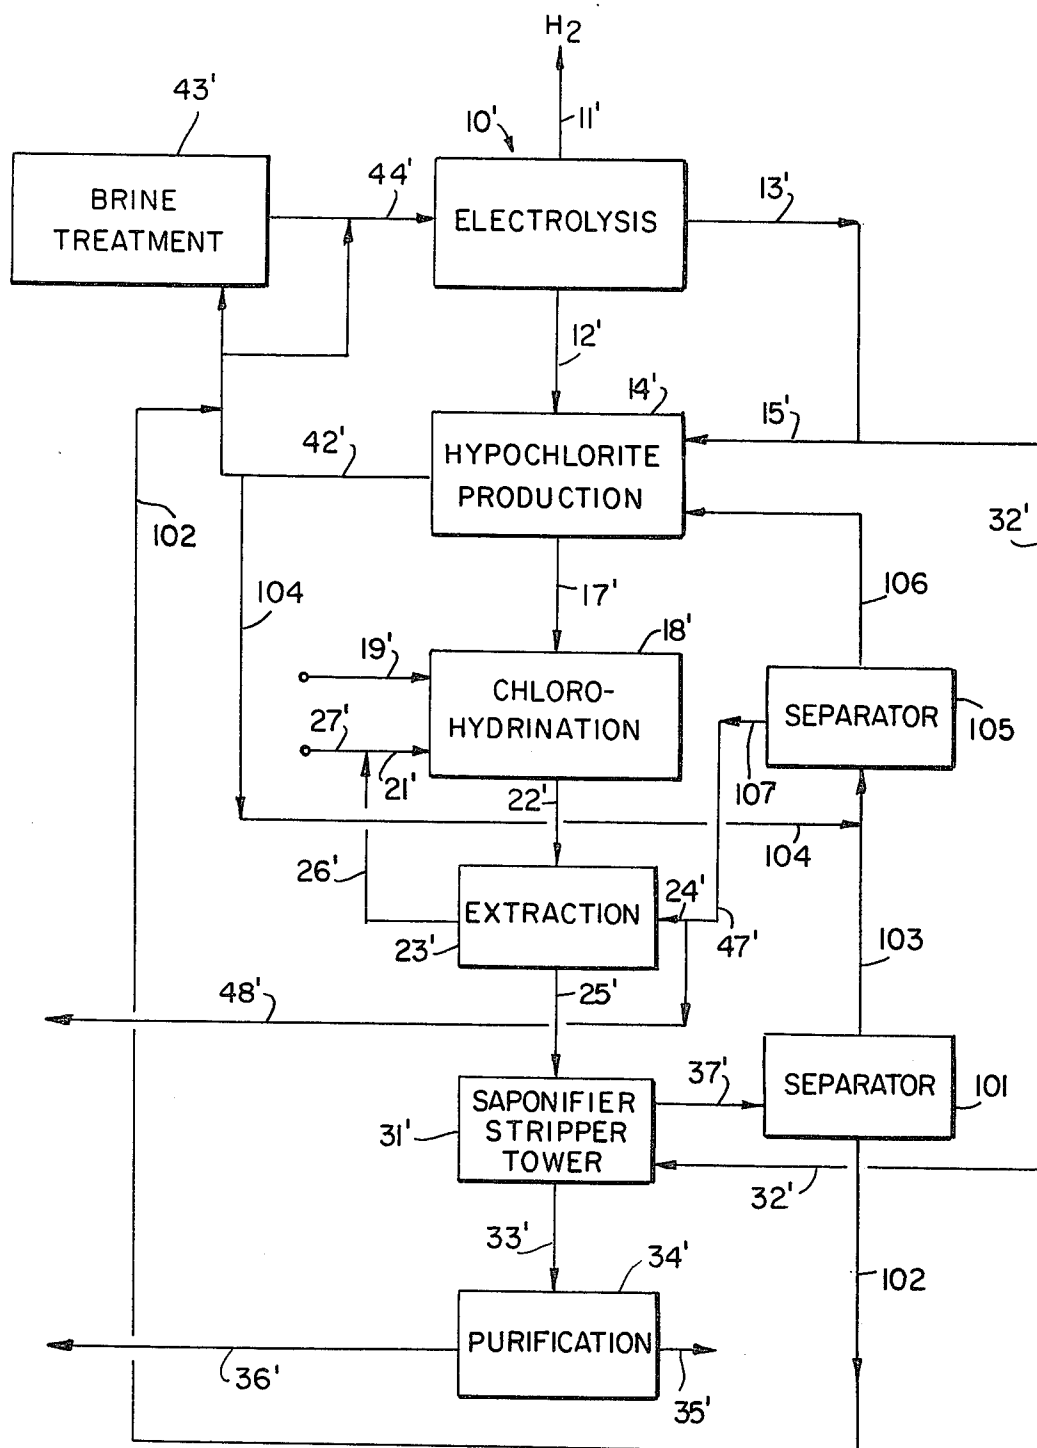 H2
43'
10'
11'
BRINE
TREATMENT
44'
ELECTROLYSIS
13'
12'
14'
15'
42'
HYPOCHLORITE
PRODUCTION
32'
102
17'
106
104
18'
19'
CHLORO-
HYDRINATION
SEPARATOR
105
27'
21'
107
22'
104
26'
24'
EXTRACTION
47'
23'
103
48'
25'
37'
SEPARATOR
101
SAPONIFIER
STRIPPER
TOWER
31'
32'
33'
34'
102
PURIFICATION
36'
35'